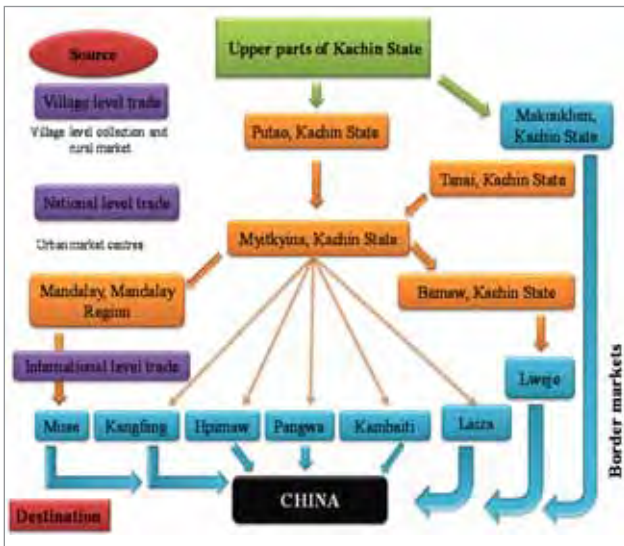 Source
Upper parts of Kachin State
Village level trade
Village level collection and
rural market
Putao, Kachin State
Kachin State
Tanai, Kachin State
National level trade
Urban market centres
Myitkyina, Kachin State
Mandalay, Mandalay
Region
Bamaw, Kachin State
International level trade
Lweje
Border markets
Muse
Kangfang
Hpimaw
Pangwa
Kambaiti
Laiza
CHINA
Destination